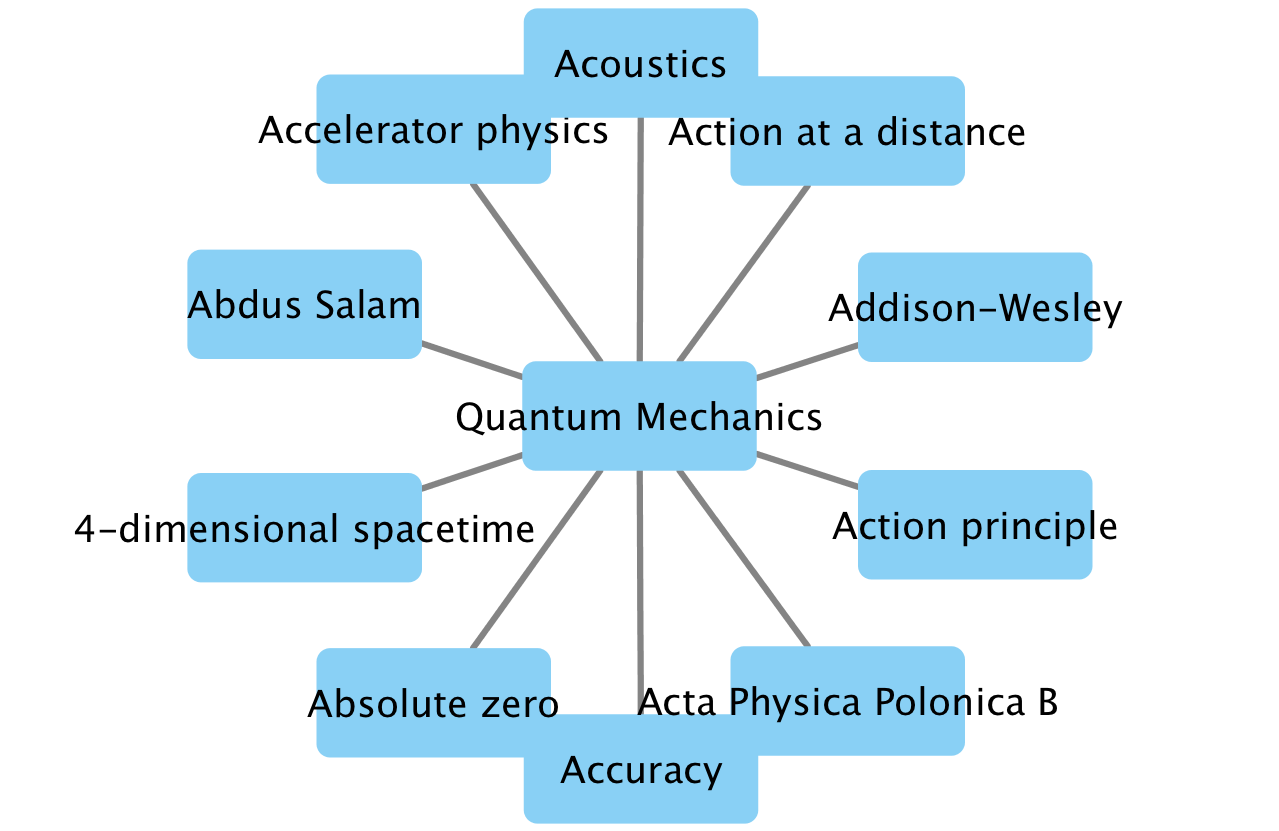 Acoustics
Accelerator physics
Action at a distance
Abdus Salam
Addison-Wesley
Quantum Mechanics
4-dimensional spacetime
Action principle
Absolute zero
Acta Physica Polonica B
Accuracy